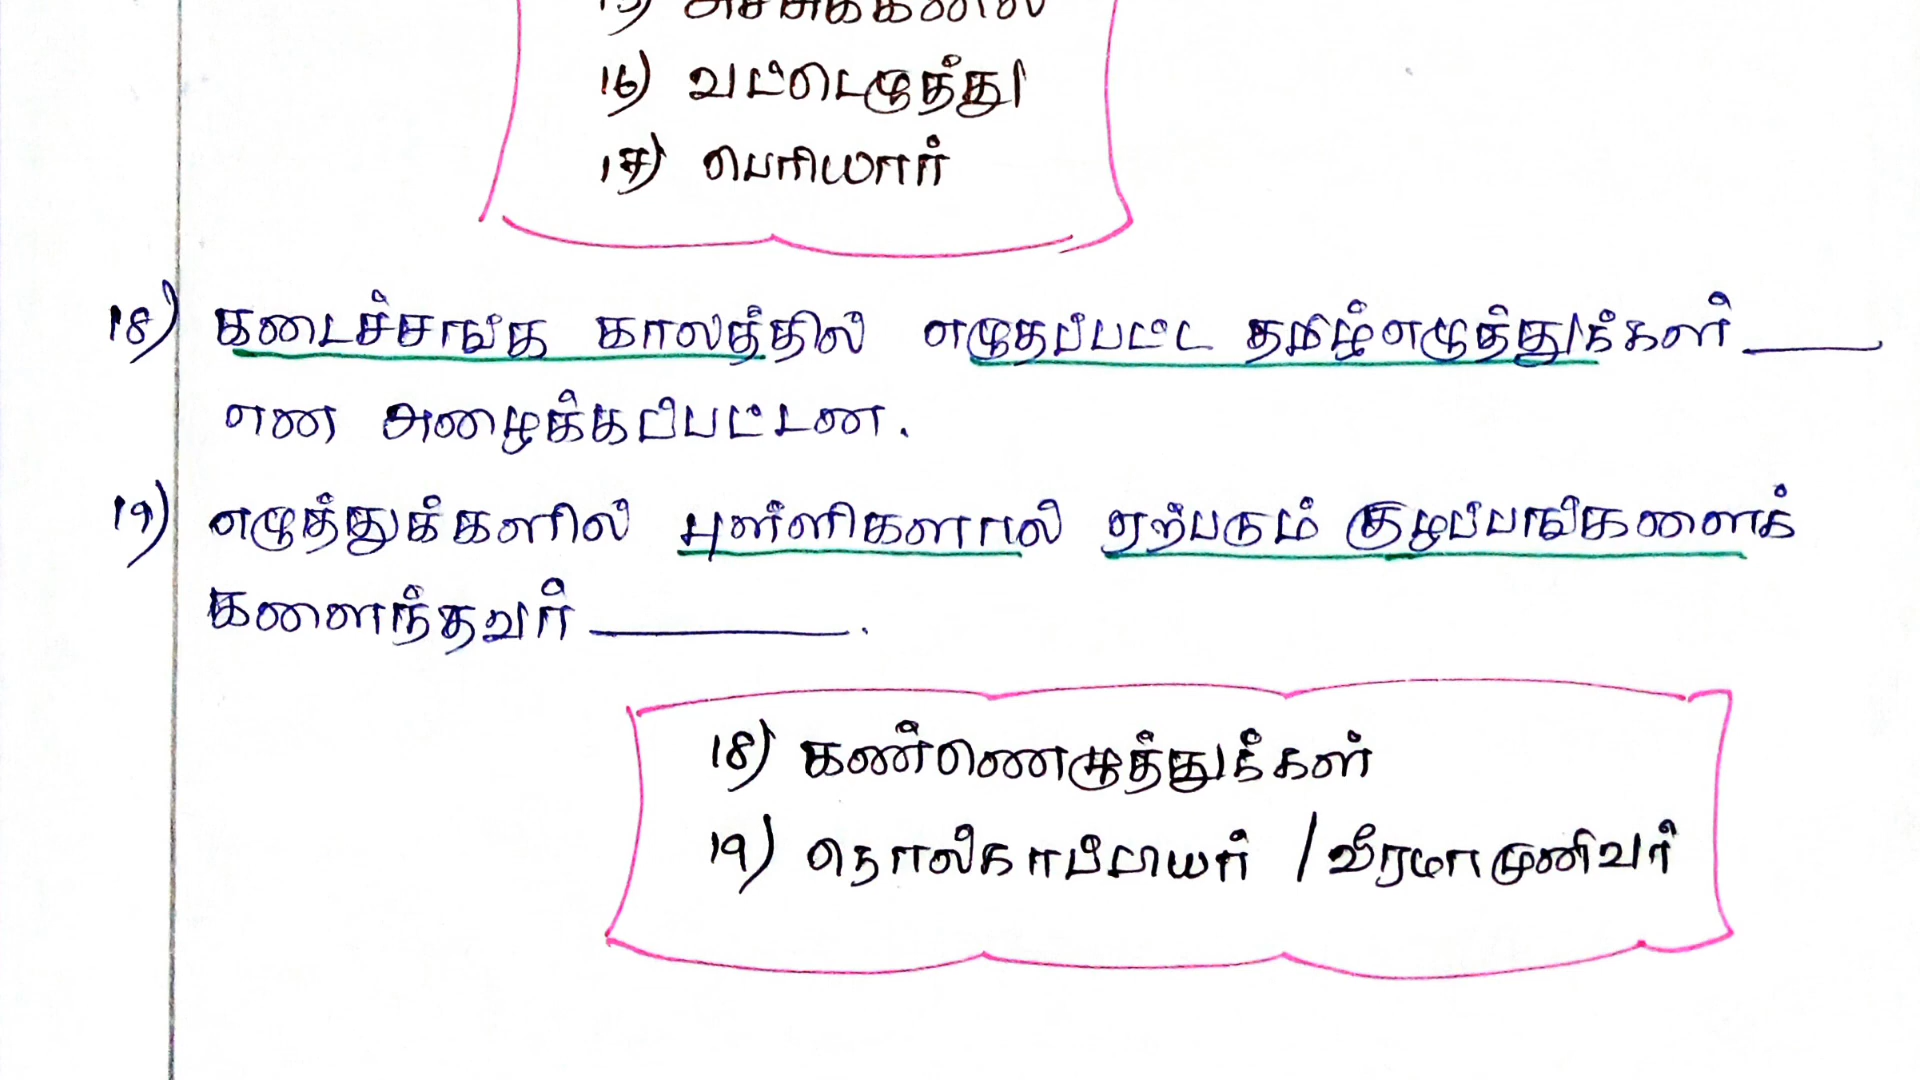 16) வட்டெழுத்து
17) பெரியார்
18) கடைச்சங்க காலத்தில் எழுதப்பட்ட தமிழ்எழுத்துக்கள் ______
என அழைக்கப்பட்டன.
19) எழுத்துக்களில் புள்ளிகளால் ஏற்படும் குழப்பங்களைக்
களைந்தவர் ______.
18) கண்ணெழுத்துக்கள்
19) தொல்காப்பியர் / வீரமாமுனிவர்